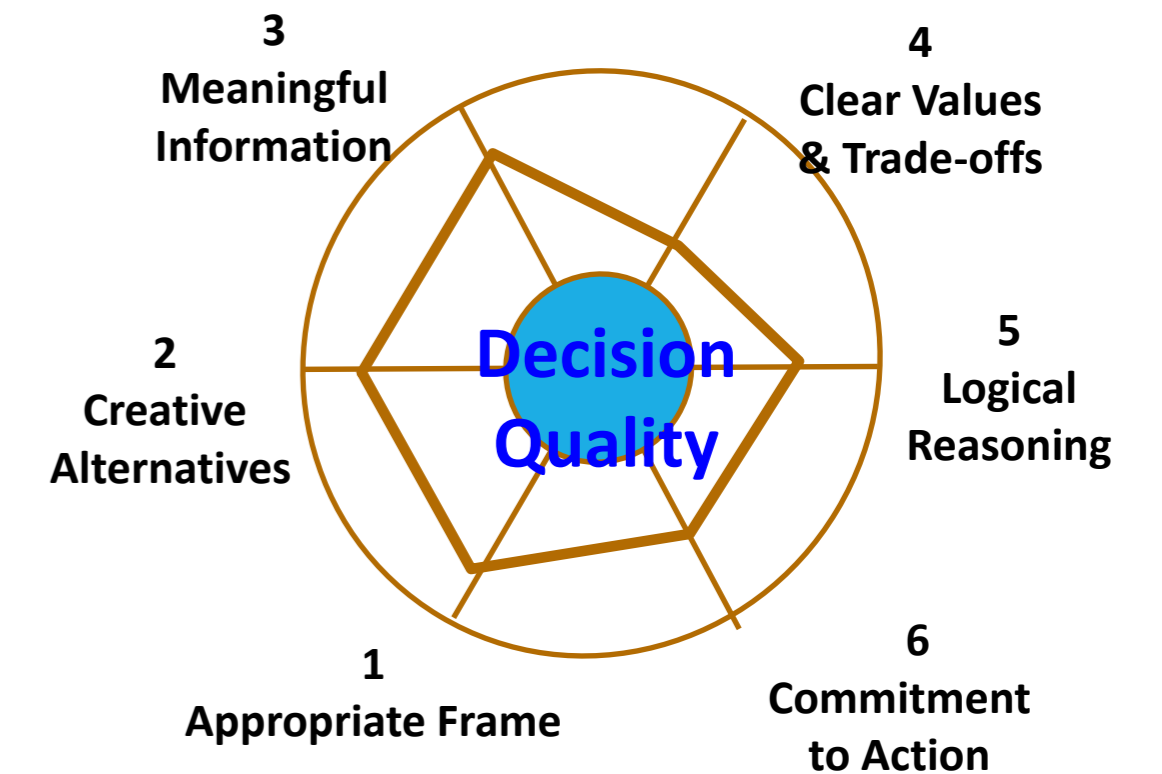 3
Meaningful
Information
4
Clear Values
& Trade-offs
2
Creative
Alternatives
Decision
Quality
5
Logical
Reasoning
1
Appropriate Frame
6
Commitment
to Action